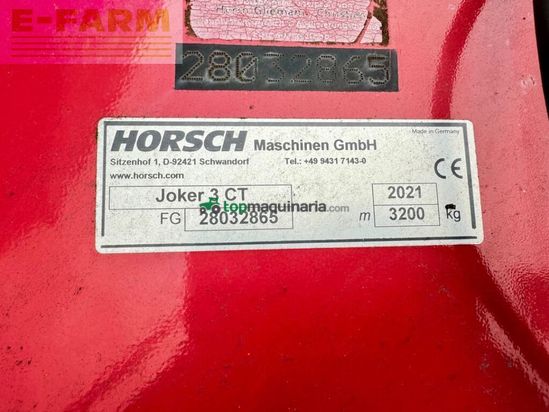 E-FARM
28032865
HORSCH Maschinen GmbH
Made in Germany
Sitzenhof 1, D-92421 Schwandorf Tel.: +49 9431 7143-0
www.horsch.com CE
Joker 3 CT 2021
FG 28032865 m 3200 kg
topmaquinaria.com